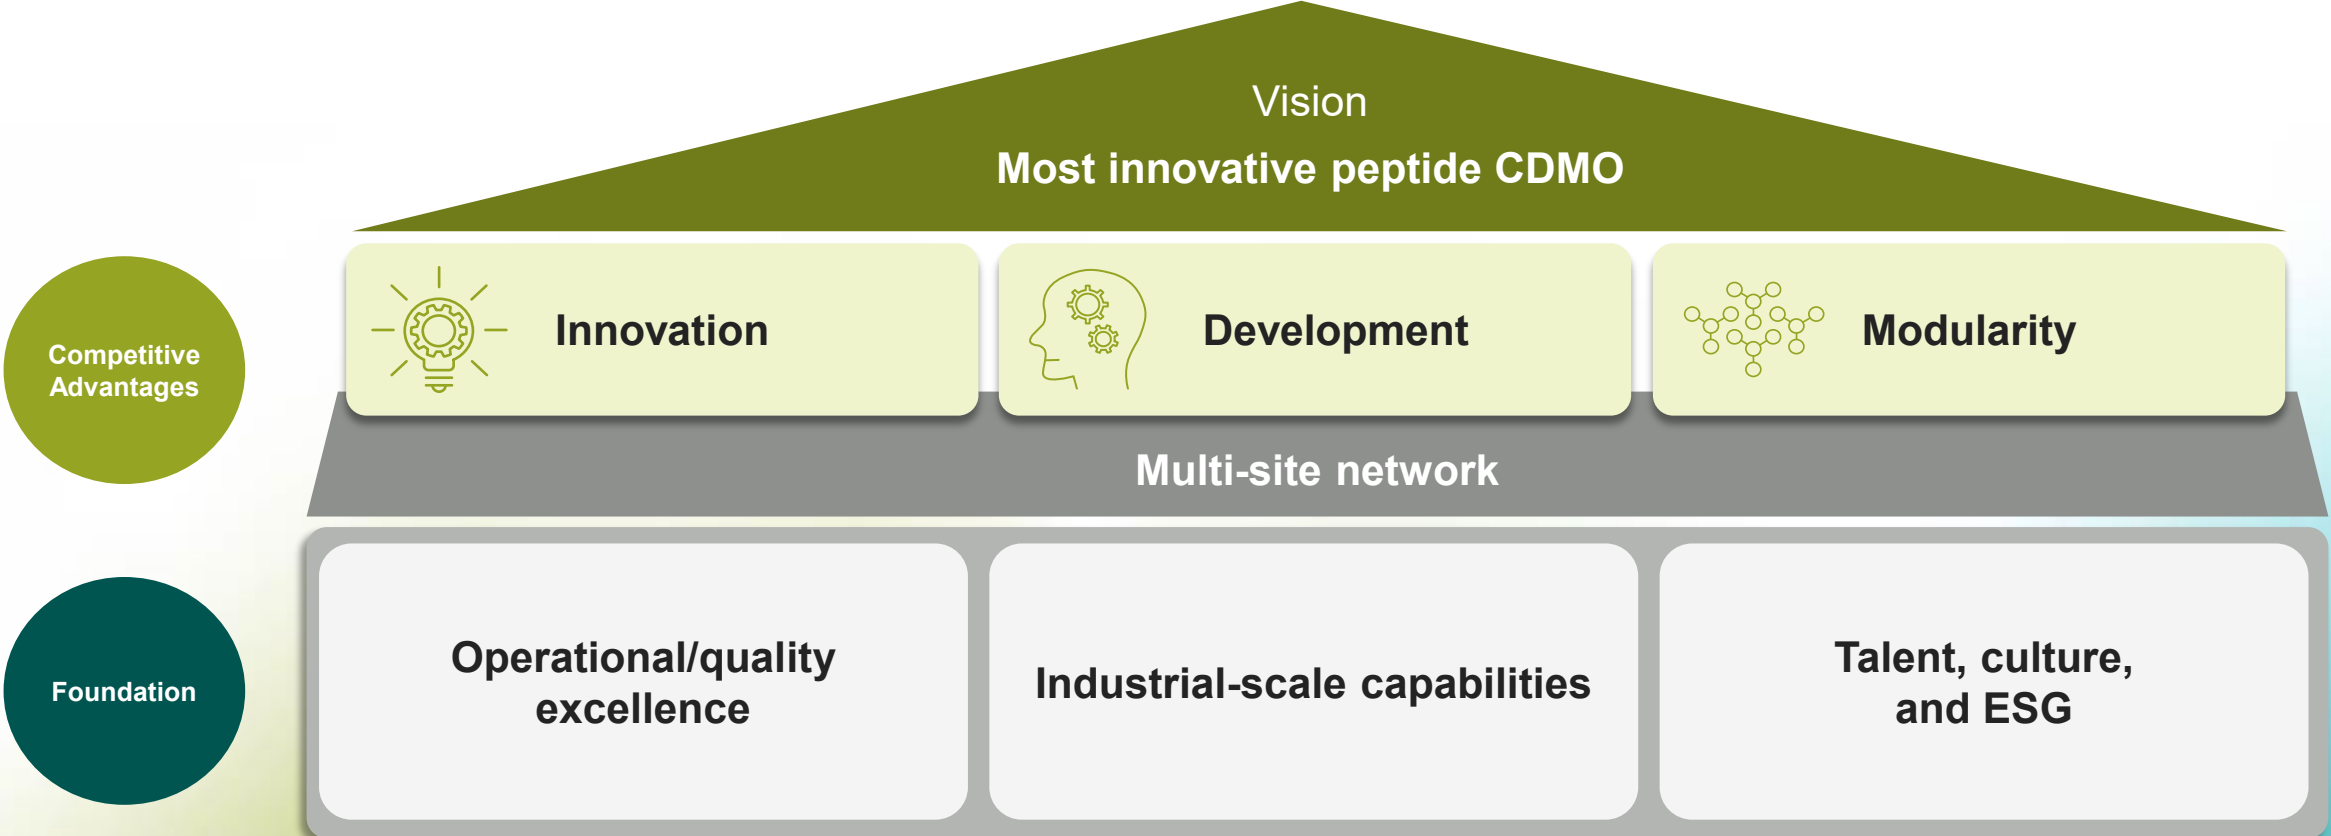 Vision
Most innovative peptide CDMO
Competitive
Advantages
Innovation
Development
Modularity
Multi-site network
Foundation
Operational/quality
excellence
Industrial-scale capabilities
Talent, culture,
and ESG